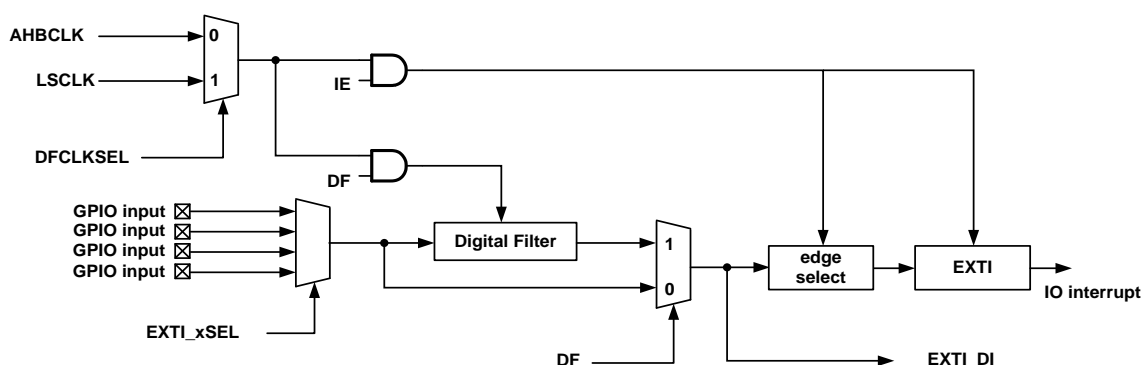 AHBCLK
0
LSCLK
1
IE
DFCLKSEL
DF
GPIO input
GPIO input
GPIO input
GPIO input
Digital Filter
1
0
edge
select
EXTI
IO interrupt
EXTI_xSEL
DF
EXTI_DI